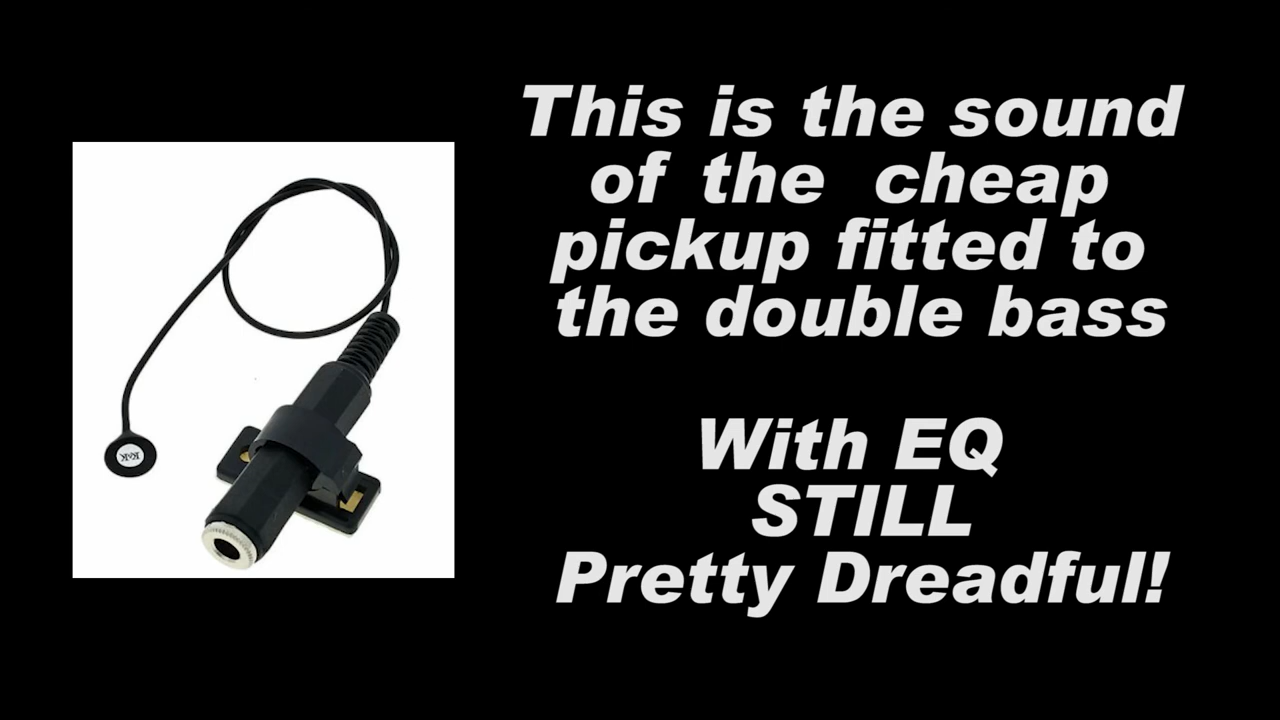 This is the sound
of the cheap
pickup fitted to
the double bass
With EQ
STILL
Pretty Dreadful!
K&K